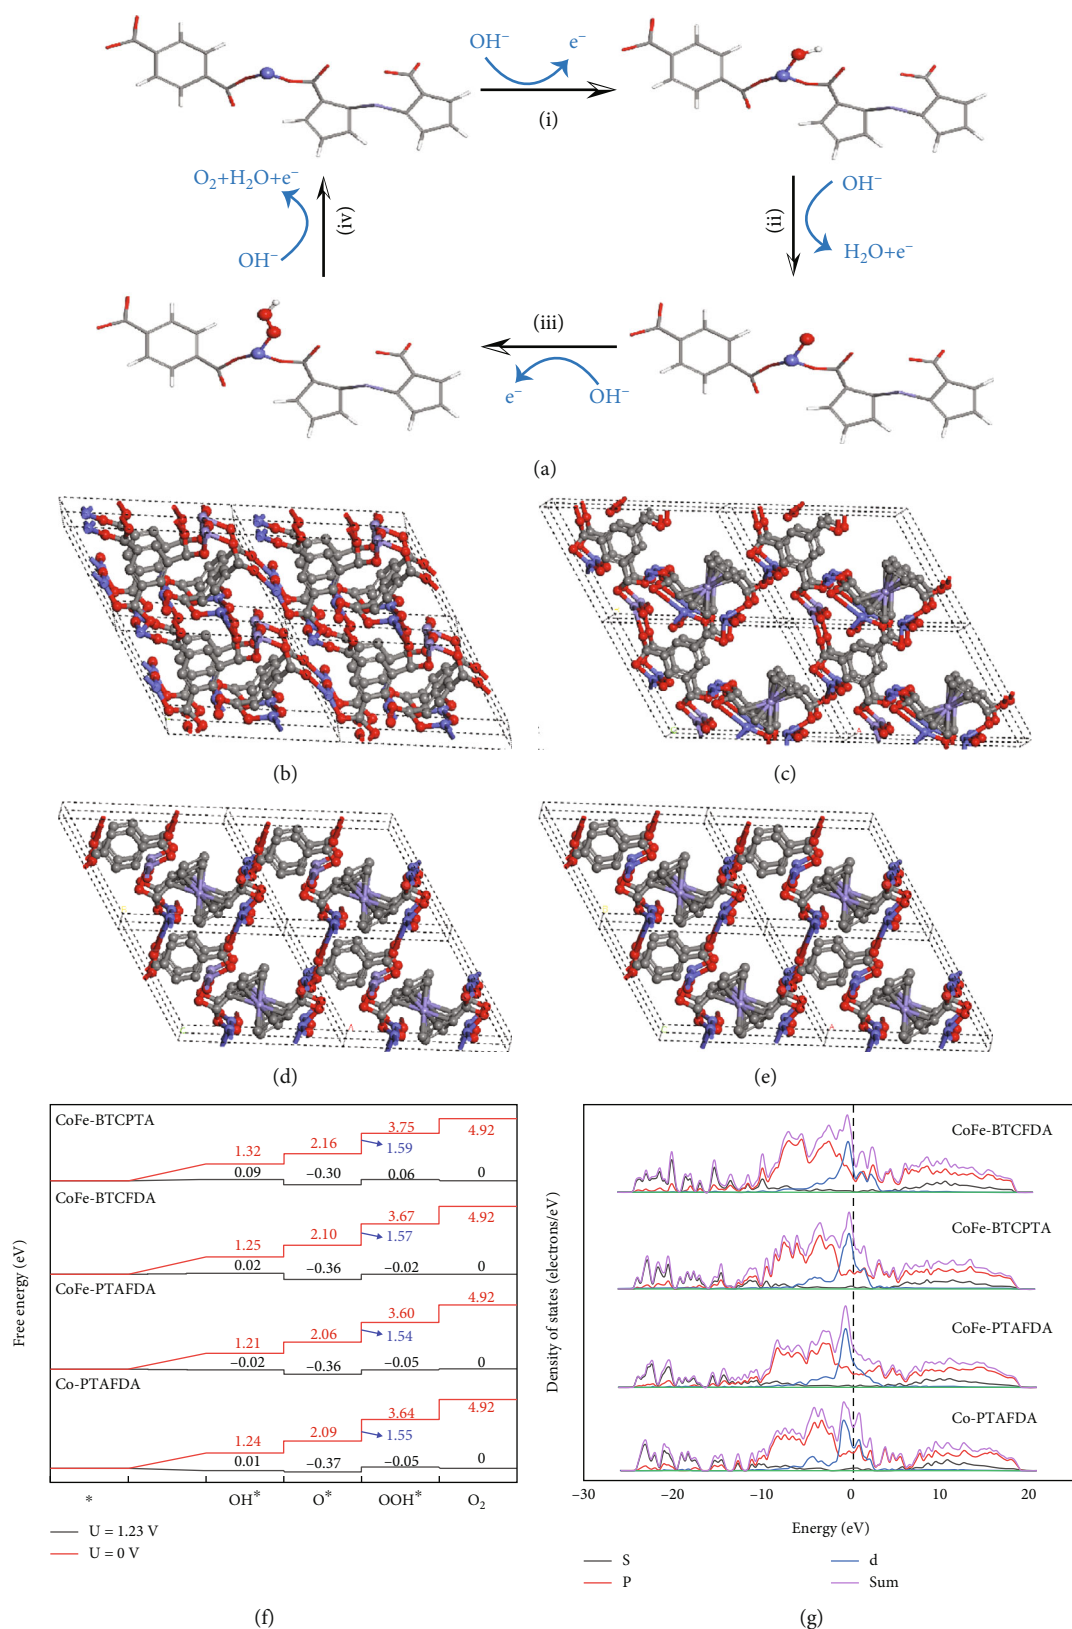 OH⁻
e⁻
(i)
O₂+H₂O+e⁻
(iv)
OH⁻
(ii)
OH⁻
H₂O+e⁻
(iii)
e⁻
OH⁻
(a)
(b)
(c)
(d)
(e)
Free energy (eV)
CoFe-BTCPTA
1.32
2.16
3.75
4.92
1.59
0.09
−0.30
0.06
0
CoFe-BTCFDA
1.25
2.10
3.67
4.92
1.57
0.02
−0.36
−0.02
0
CoFe-PTAFDA
1.21
2.06
3.60
4.92
1.54
−0.02
−0.36
−0.05
0
Co-PTAFDA
1.24
2.09
3.64
4.92
1.55
0.01
−0.37
−0.05
0
* OH* O* OOH* O₂
U = 1.23 V
U = 0 V
(f)
Density of states (electrons/eV)
CoFe-BTCFDA
CoFe-BTCPTA
CoFe-PTAFDA
Co-PTAFDA
−30 −20 −10 0 10 20
Energy (eV)
S
P
d
Sum
(g)